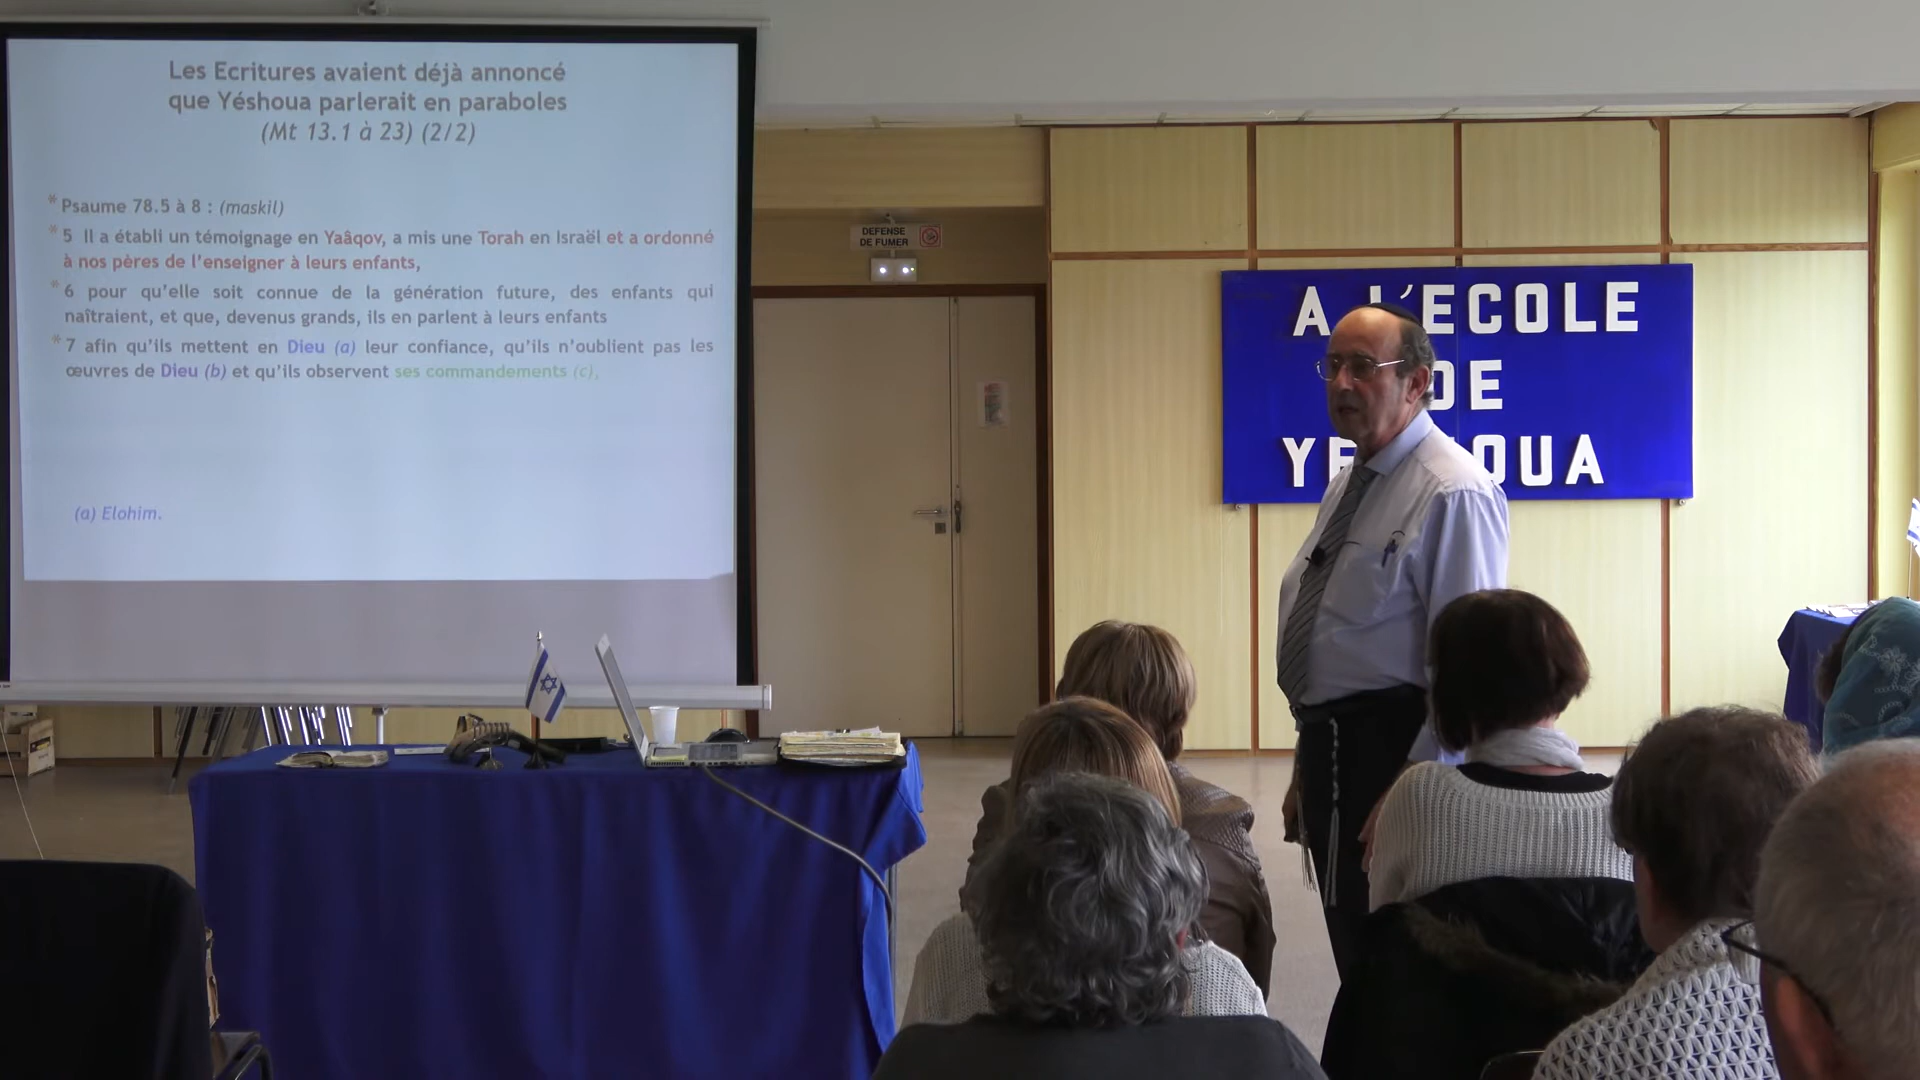 Les Ecritures avaient déjà annoncé
que Yéshoua parlerait en paraboles
(Mt 13.1 à 23) (2/2)
* Psaume 78.5 à 8 : (maskil)
* 5 Il a établi un témoignage en Yaâqov, a mis une Torah en Israël et a ordonné
à nos pères de l'enseigner à leurs enfants,
* 6 pour qu'elle soit connue de la génération future, des enfants qui
naîtraient, et que, devenus grands, ils en parlent à leurs enfants
* 7 afin qu'ils mettent en Dieu (a) leur confiance, qu'ils n'oublient pas les
œuvres de Dieu (b) et qu'ils observent ses commandements (c),
(a) Elohim.
DEFENSE
DE FUMER
A L'ECOLE
DE
YE OUA